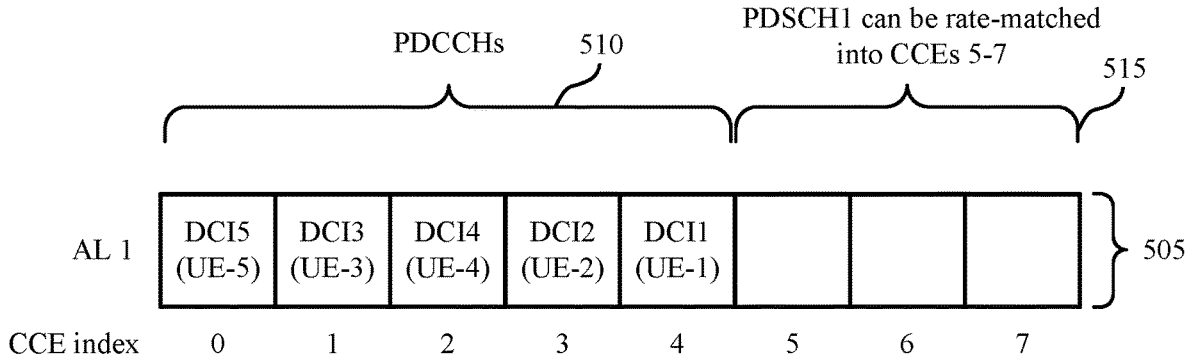 PDSCH1 can be rate-matched
into CCEs 5-7
PDCCHs
510
515
AL 1
DCI5
(UE-5)
DCI3
(UE-3)
DCI4
(UE-4)
DCI2
(UE-2)
DCI1
(UE-1)
505
CCE index 0 1 2 3 4 5 6 7